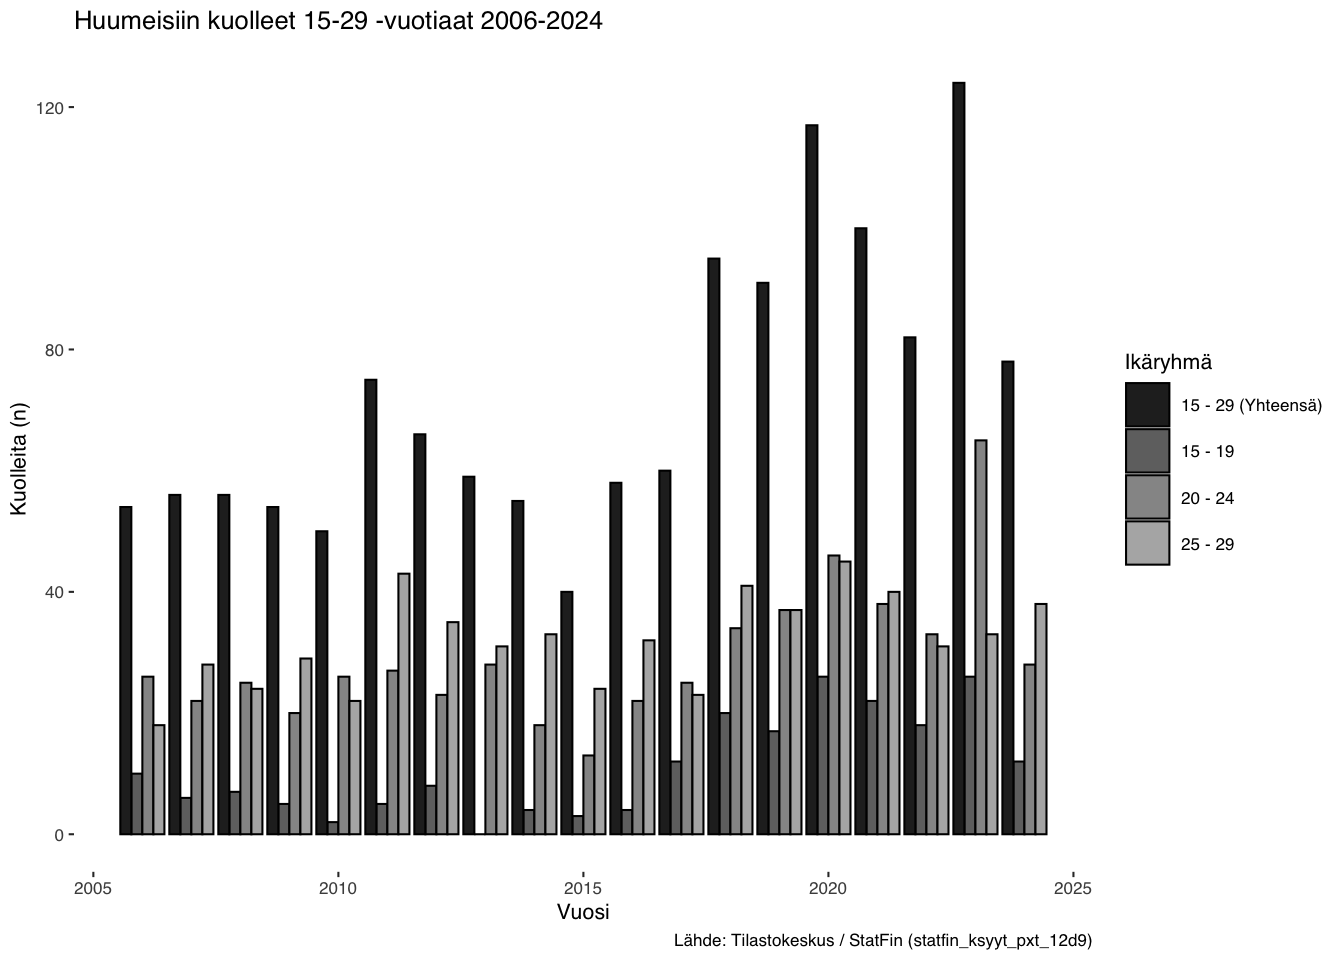 Huumeisiin kuolleet 15-29 -vuotiaat 2006-2024
120
80
40
0
Kuolleita (n)
2005
2010
2015
2020
2025
Vuosi
Ikäryhmä
15 - 29 (Yhteensä)
15 - 19
20 - 24
25 - 29
Lähde: Tilastokeskus / StatFin (statfin_ksyyt_pxt_12d9)